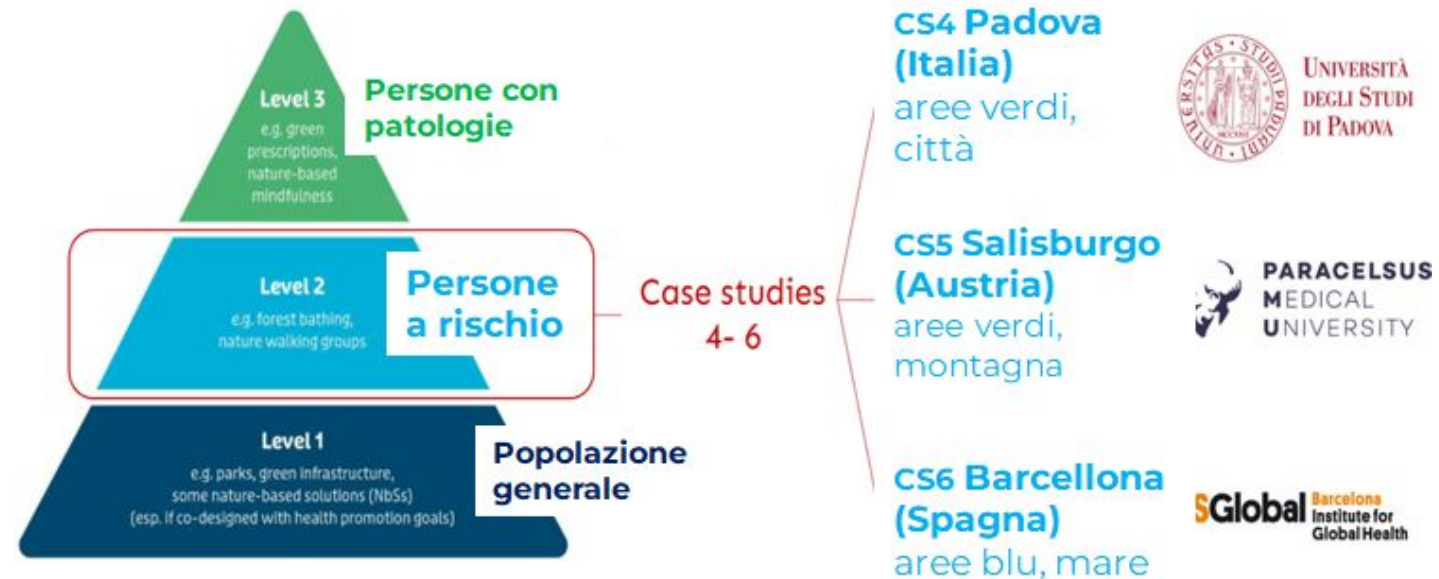 Level 3
e.g. green
prescriptions,
nature-based
mindfulness
Persone con
patologie
Level 2
e.g. forest bathing,
nature walking groups
Persone
a rischio
Level 1
e.g. parks, green infrastructure,
some nature-based solutions (NbSs)
(esp. if co-designed with health promotion goals)
Popolazione
generale
Case studies
4- 6
CS4 Padova
(Italia)
aree verdi,
città
UNIVERSITÀ
DEGLI STUDI
DI PADOVA
CS5 Salisburgo
(Austria)
aree verdi,
montagna
PARACELSUS
MEDICAL
UNIVERSITY
CS6 Barcellona
(Spagna)
aree blu, mare
SGlobal
Barcelona
Institute for
Global Health